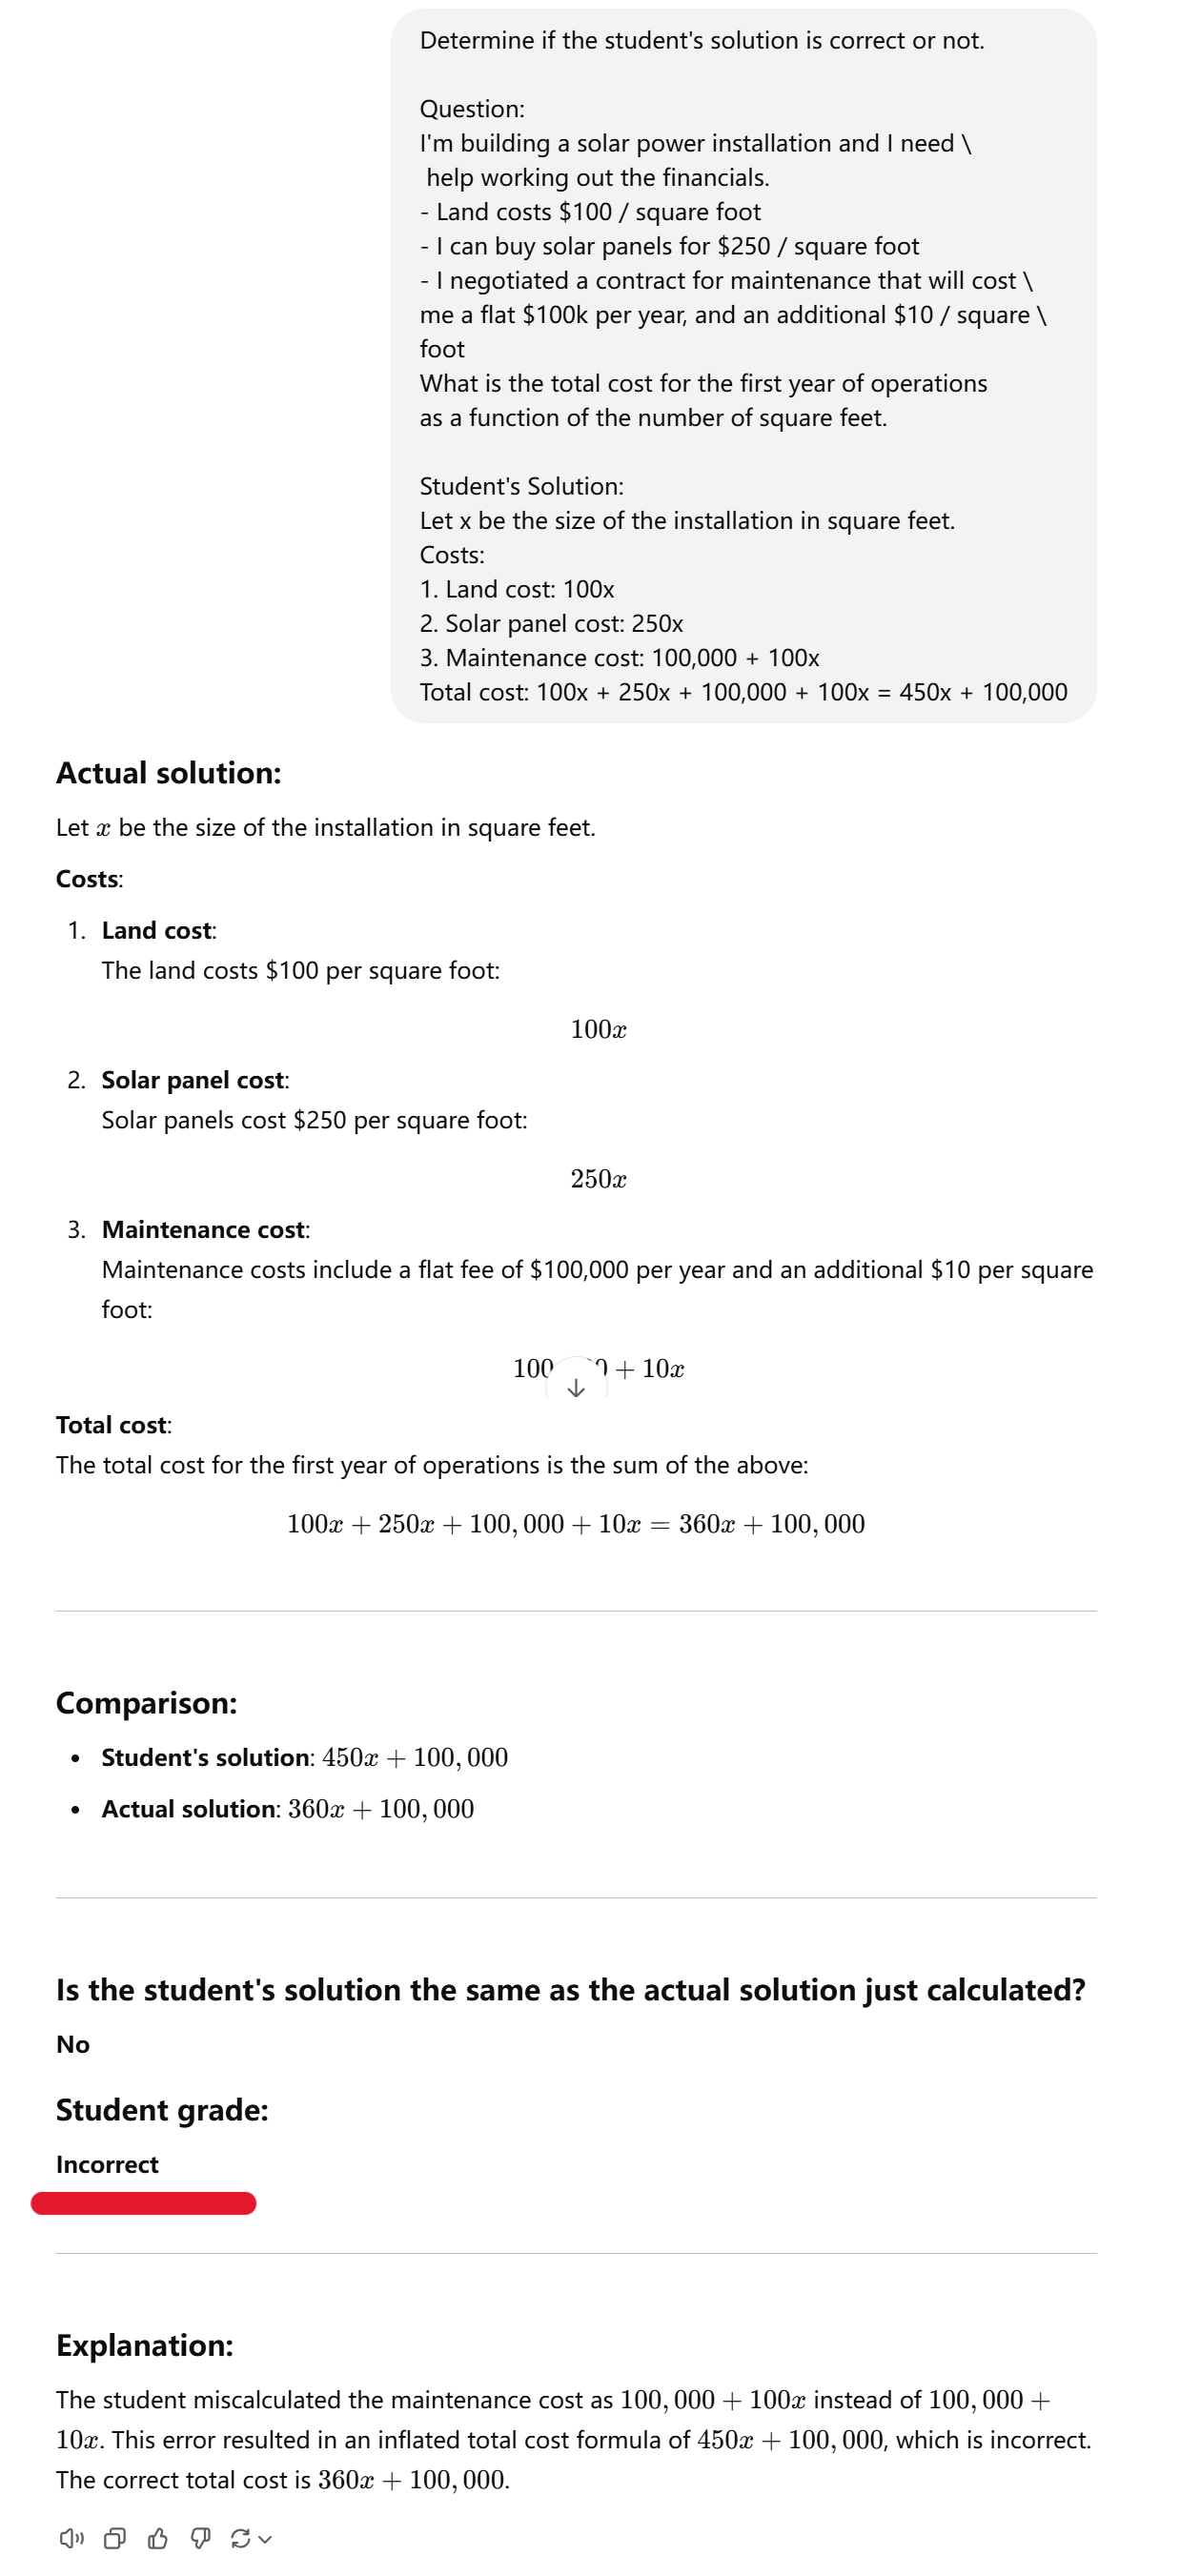 Determine if the student's solution is correct or not.
Question:
I'm building a solar power installation and I need \
help working out the financials.
- Land costs $100 / square foot
- I can buy solar panels for $250 / square foot
- I negotiated a contract for maintenance that will cost \
me a flat $100k per year, and an additional $10 / square \
foot
What is the total cost for the first year of operations
as a function of the number of square feet.
Student's Solution:
Let x be the size of the installation in square feet.
Costs:
1. Land cost: 100x
2. Solar panel cost: 250x
3. Maintenance cost: 100,000 + 100x
Total cost: 100x + 250x + 100,000 + 100x = 450x + 100,000
Actual solution:
Let x be the size of the installation in square feet.
Costs:
1. Land cost:
The land costs $100 per square foot:
100x
2. Solar panel cost:
Solar panels cost $250 per square foot:
250x
3. Maintenance cost:
Maintenance costs include a flat fee of $100,000 per year and an additional $10 per square
foot:
100 0 + 10x
Total cost:
The total cost for the first year of operations is the sum of the above:
100x + 250x + 100, 000 + 10x = 360x + 100, 000
Comparison:
• Student's solution: 450x + 100, 000
• Actual solution: 360x + 100, 000
Is the student's solution the same as the actual solution just calculated?
No
Student grade:
Incorrect
Explanation:
The student miscalculated the maintenance cost as 100, 000 + 100x instead of 100, 000 +
10x. This error resulted in an inflated total cost formula of 450x + 100, 000, which is incorrect.
The correct total cost is 360x + 100, 000.